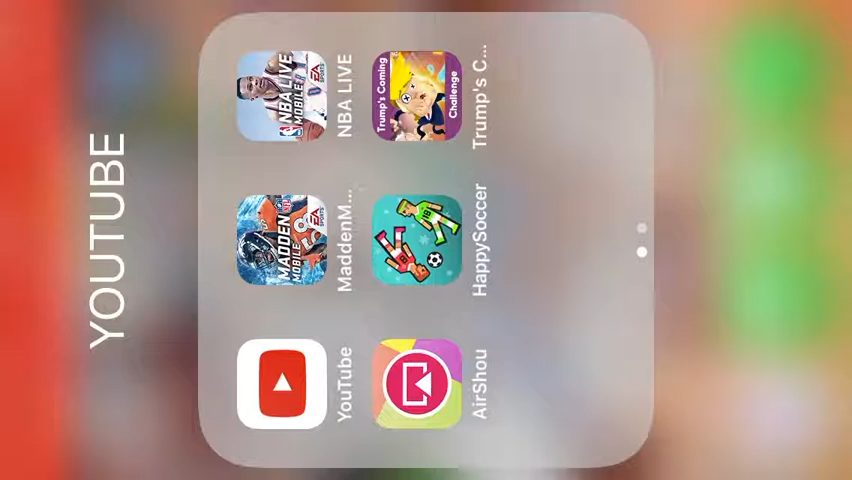 YOUTUBE
NBA LIVE
MOBILE
EA
SPORTS
MADDEN
NFL
MOBILE
EA
SPORTS
YouTube
MaddenM...
NBA LIVE
Trump's Coming
Challenge
18
AirShou
HappySoccer
Trump's C...